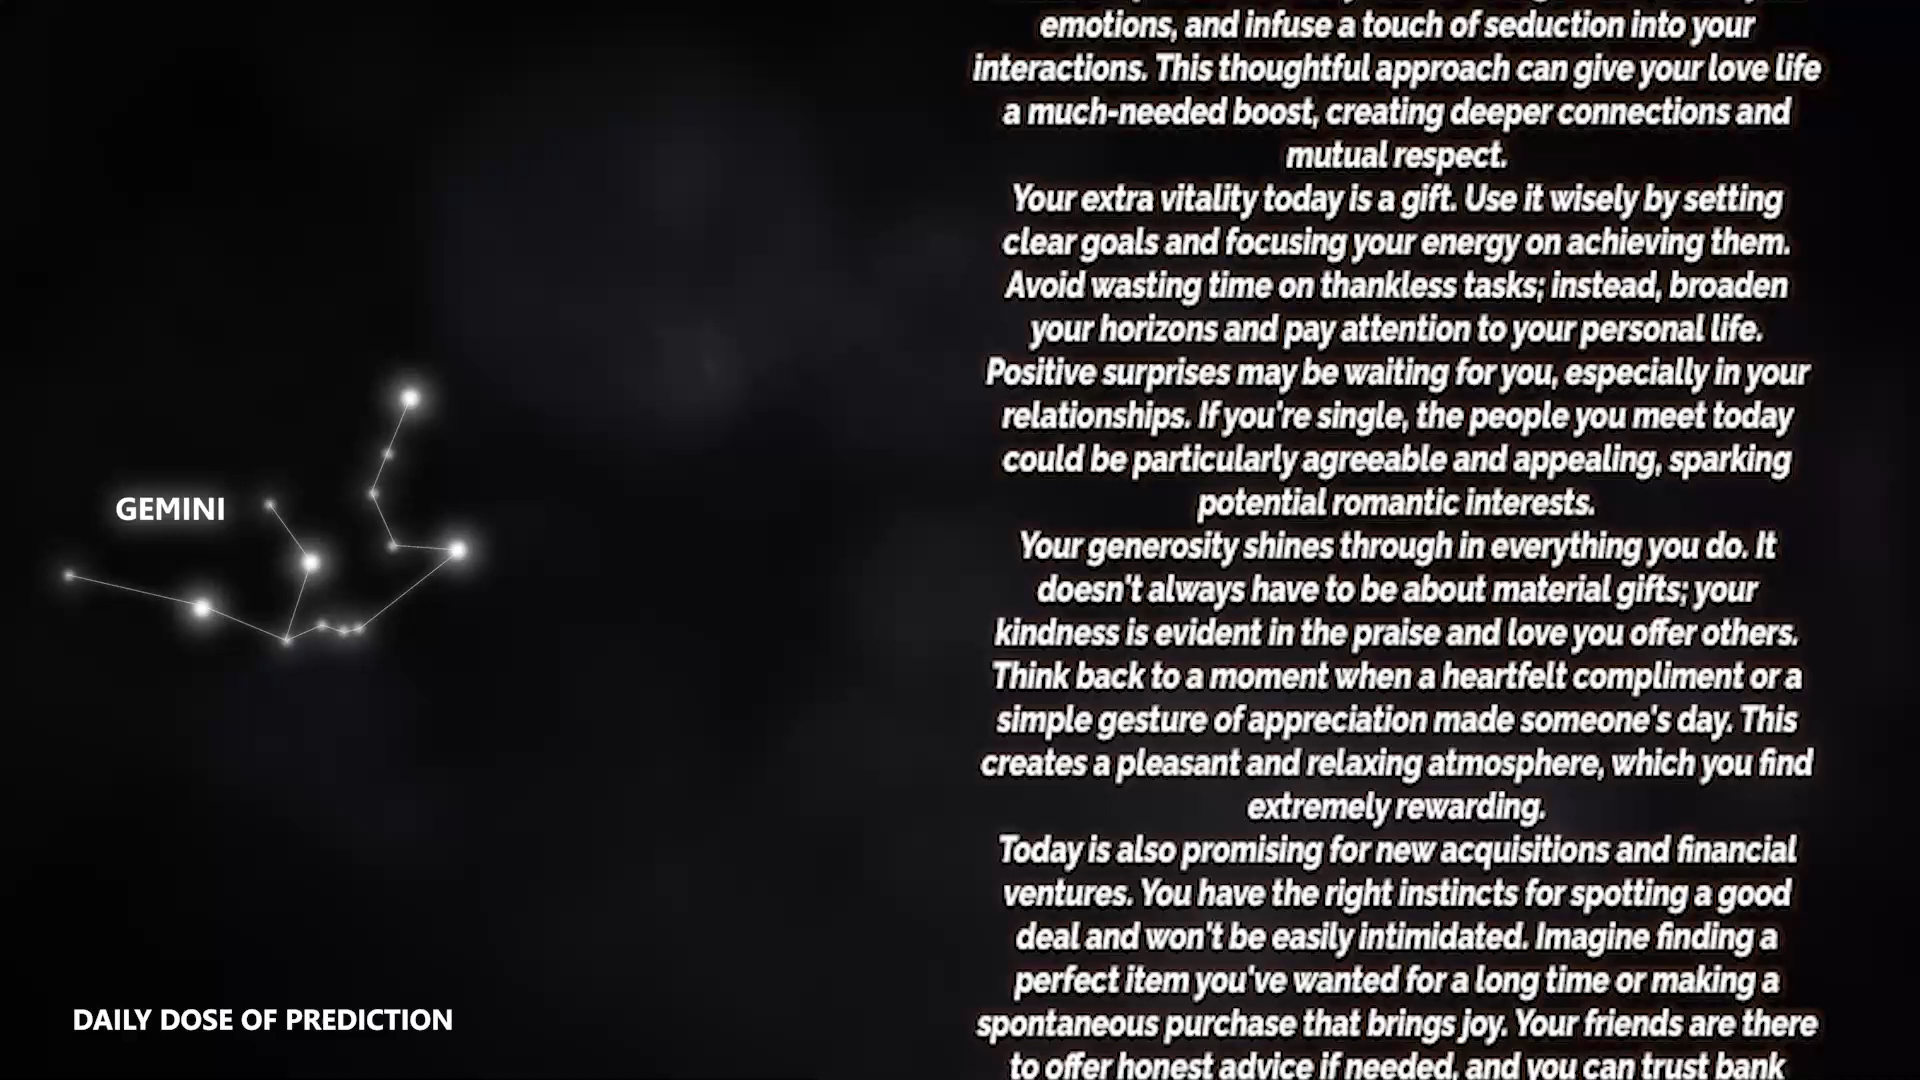 emotions, and infuse a touch of seduction into your
interactions. This thoughtful approach can give your love life
a much-needed boost, creating deeper connections and
mutual respect.
Your extra vitality today is a gift. Use it wisely by setting
clear goals and focusing your energy on achieving them.
Avoid wasting time on thankless tasks; instead, broaden
your horizons and pay attention to your personal life.
Positive surprises may be waiting for you, especially in your
relationships. If you're single, the people you meet today
could be particularly agreeable and appealing, sparking
potential romantic interests.
Your generosity shines through in everything you do. It
doesn't always have to be about material gifts; your
kindness is evident in the praise and love you offer others.
Think back to a moment when a heartfelt compliment or a
simple gesture of appreciation made someone's day. This
creates a pleasant and relaxing atmosphere, which you find
extremely rewarding.
Today is also promising for new acquisitions and financial
ventures. You have the right instincts for spotting a good
deal and won't be easily intimidated. Imagine finding a
perfect item you've wanted for a long time or making a
spontaneous purchase that brings joy. Your friends are there
to offer honest advice if needed, and you can trust bank
GEMINI
DAILY DOSE OF PREDICTION